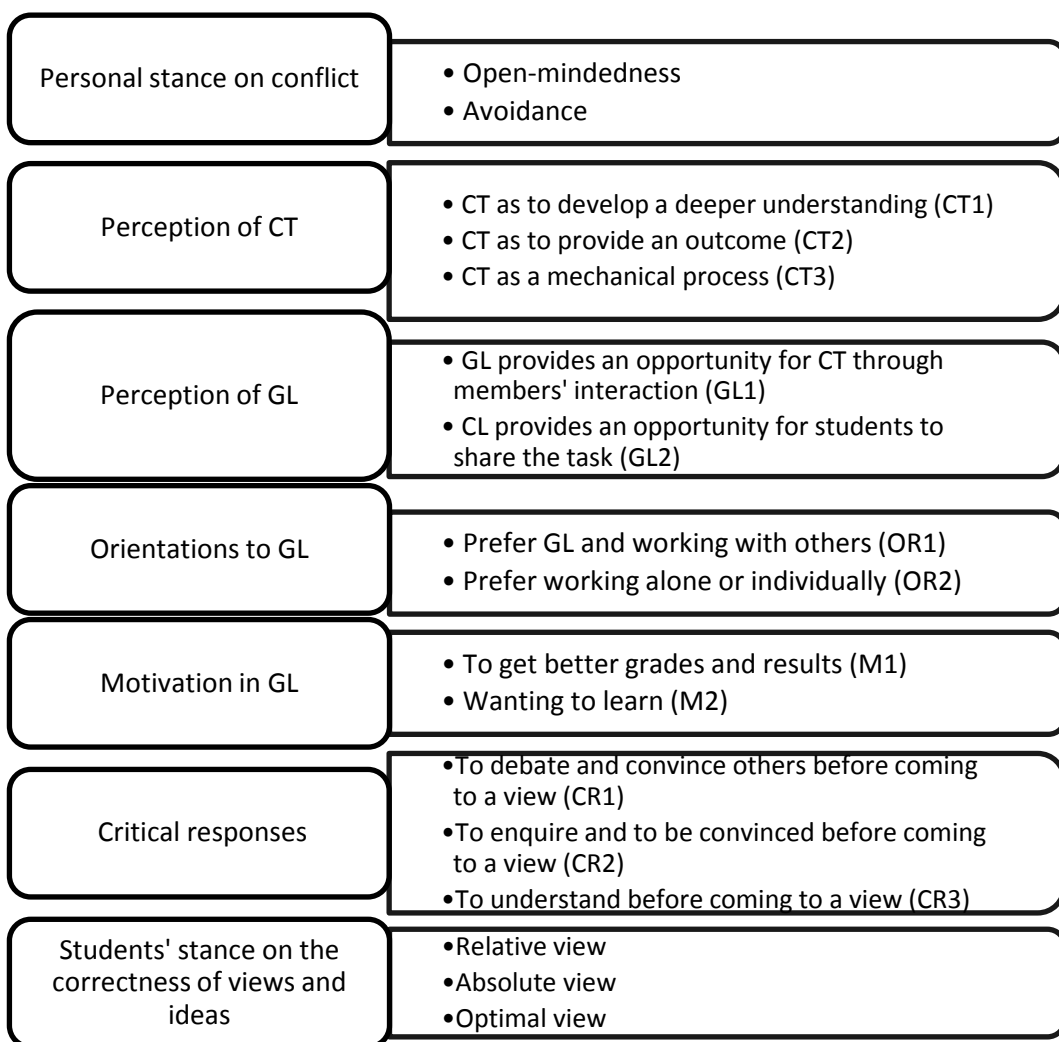 Personal stance on conflict
• Open-mindedness
• Avoidance
Perception of CT
• CT as to develop a deeper understanding (CT1)
• CT as to provide an outcome (CT2)
• CT as a mechanical process (CT3)
Perception of GL
• GL provides an opportunity for CT through
members' interaction (GL1)
• CL provides an opportunity for students to
share the task (GL2)
Orientations to GL
• Prefer GL and working with others (OR1)
• Prefer working alone or individually (OR2)
Motivation in GL
• To get better grades and results (M1)
• Wanting to learn (M2)
Critical responses
•To debate and convince others before coming
to a view (CR1)
•To enquire and to be convinced before coming
to a view (CR2)
•To understand before coming to a view (CR3)
Students' stance on the
correctness of views and
ideas
•Relative view
•Absolute view
•Optimal view